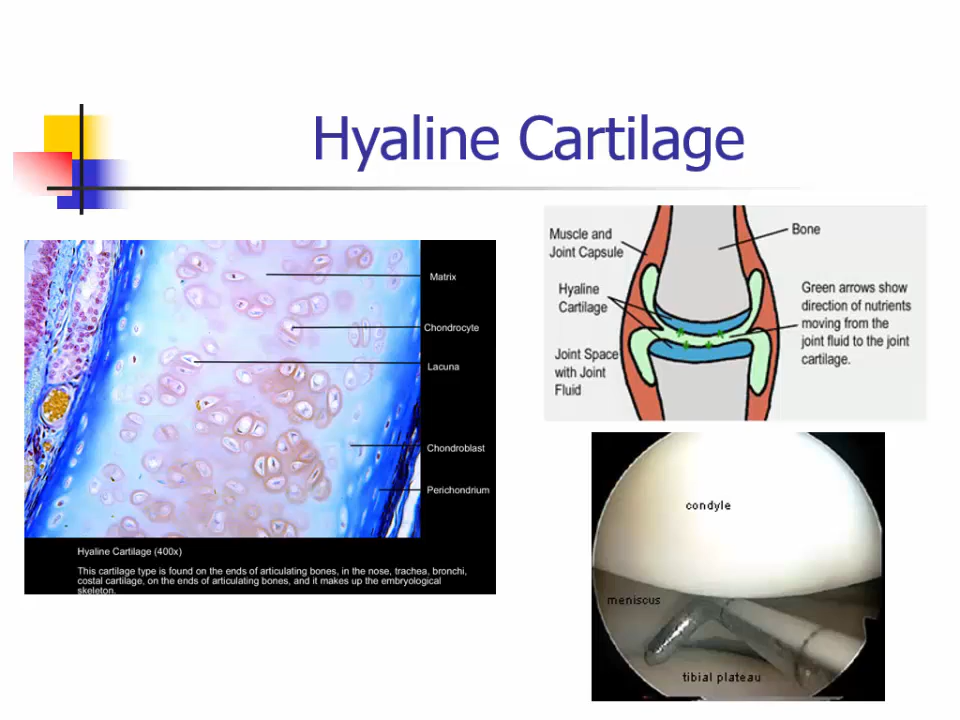 Hyaline Cartilage
Matrix
Chondrocyte
Lacuna
Chondroblast
Perichondrium
Hyaline Cartilage (400x)
This cartilage type is found on the ends of articulating bones, in the nose, trachea, bronchi,
costal cartilage, on the ends of articulating bones, and it makes up the embryological
skeleton.
Muscle and
Joint Capsule
Hyaline
Cartilage
Joint Space
with Joint
Fluid
Bone
Green arrows show
direction of nutrients
moving from the
joint fluid to the joint
cartilage.
condyle
meniscus
tibial plateau